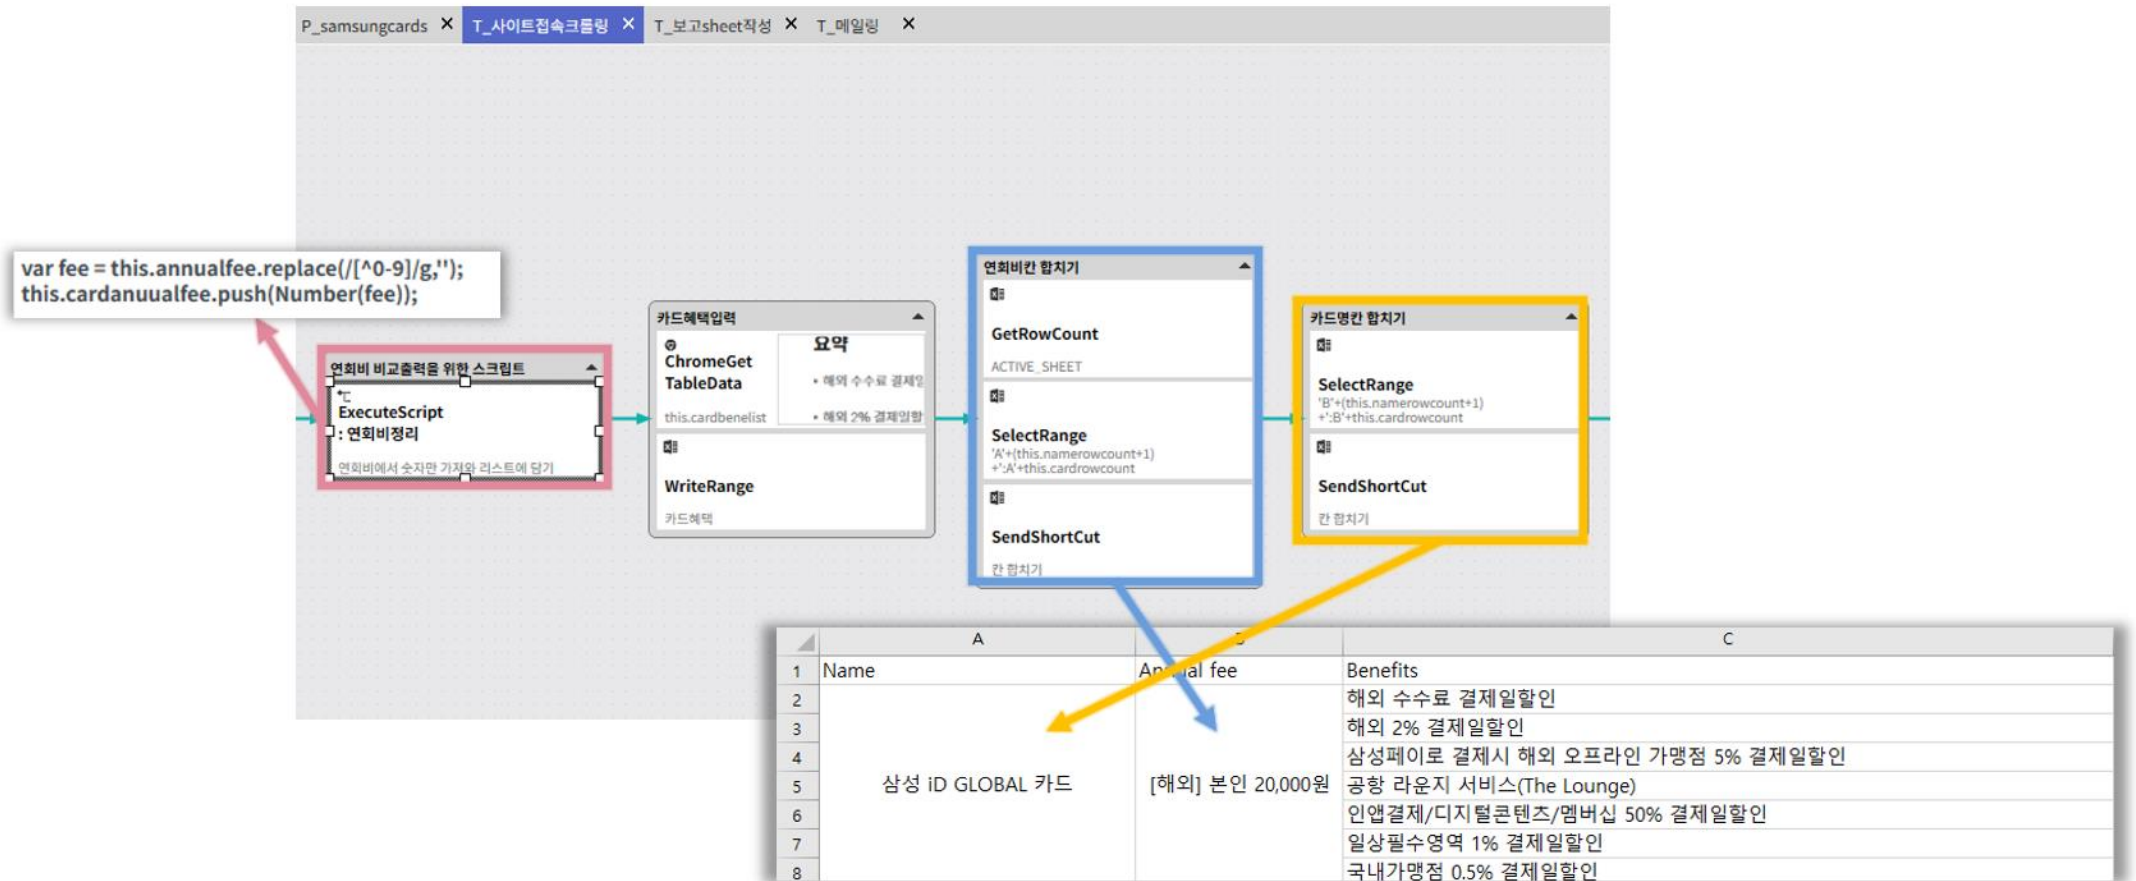 P_samsungcards
T_사이트접속크롤링
T_보고sheet작성
T_메일링
var fee = this.annualfee.replace(/[^0-9]/g,'');
this.cardanuualfee.push(Number(fee));
연회비 비교출력을 위한 스크립트
ExecuteScript
: 연회비정리
연회비에서 숫자만 가져와 리스트에 담기
카드혜택입력
ChromeGet
TableData
this.cardbenelist
요약
• 해외 수수료 결제일
• 해외 2% 결제일할
WriteRange
카드혜택
연회비칸 합치기
GetRowCount
ACTIVE_SHEET
SelectRange
'A'+(this.namerowcount+1)
+':A'+this.cardrowcount
SendShortCut
칸 합치기
카드명칸 합치기
SelectRange
'B'+(this.namerowcount+1)
+':B'+this.cardrowcount
SendShortCut
칸 합치기
A C
1 Name Annual fee Benefits
2 해외 수수료 결제일할인
3 해외 2% 결제일할인
4 삼성페이로 결제시 해외 오프라인 가맹점 5% 결제일할인
5 삼성 iD GLOBAL 카드 [해외] 본인 20,000원 공항 라운지 서비스(The Lounge)
6 인앱결제/디지털콘텐츠/멤버십 50% 결제일할인
7 일상필수영역 1% 결제일할인
8 국내가맹점 0.5% 결제일할인